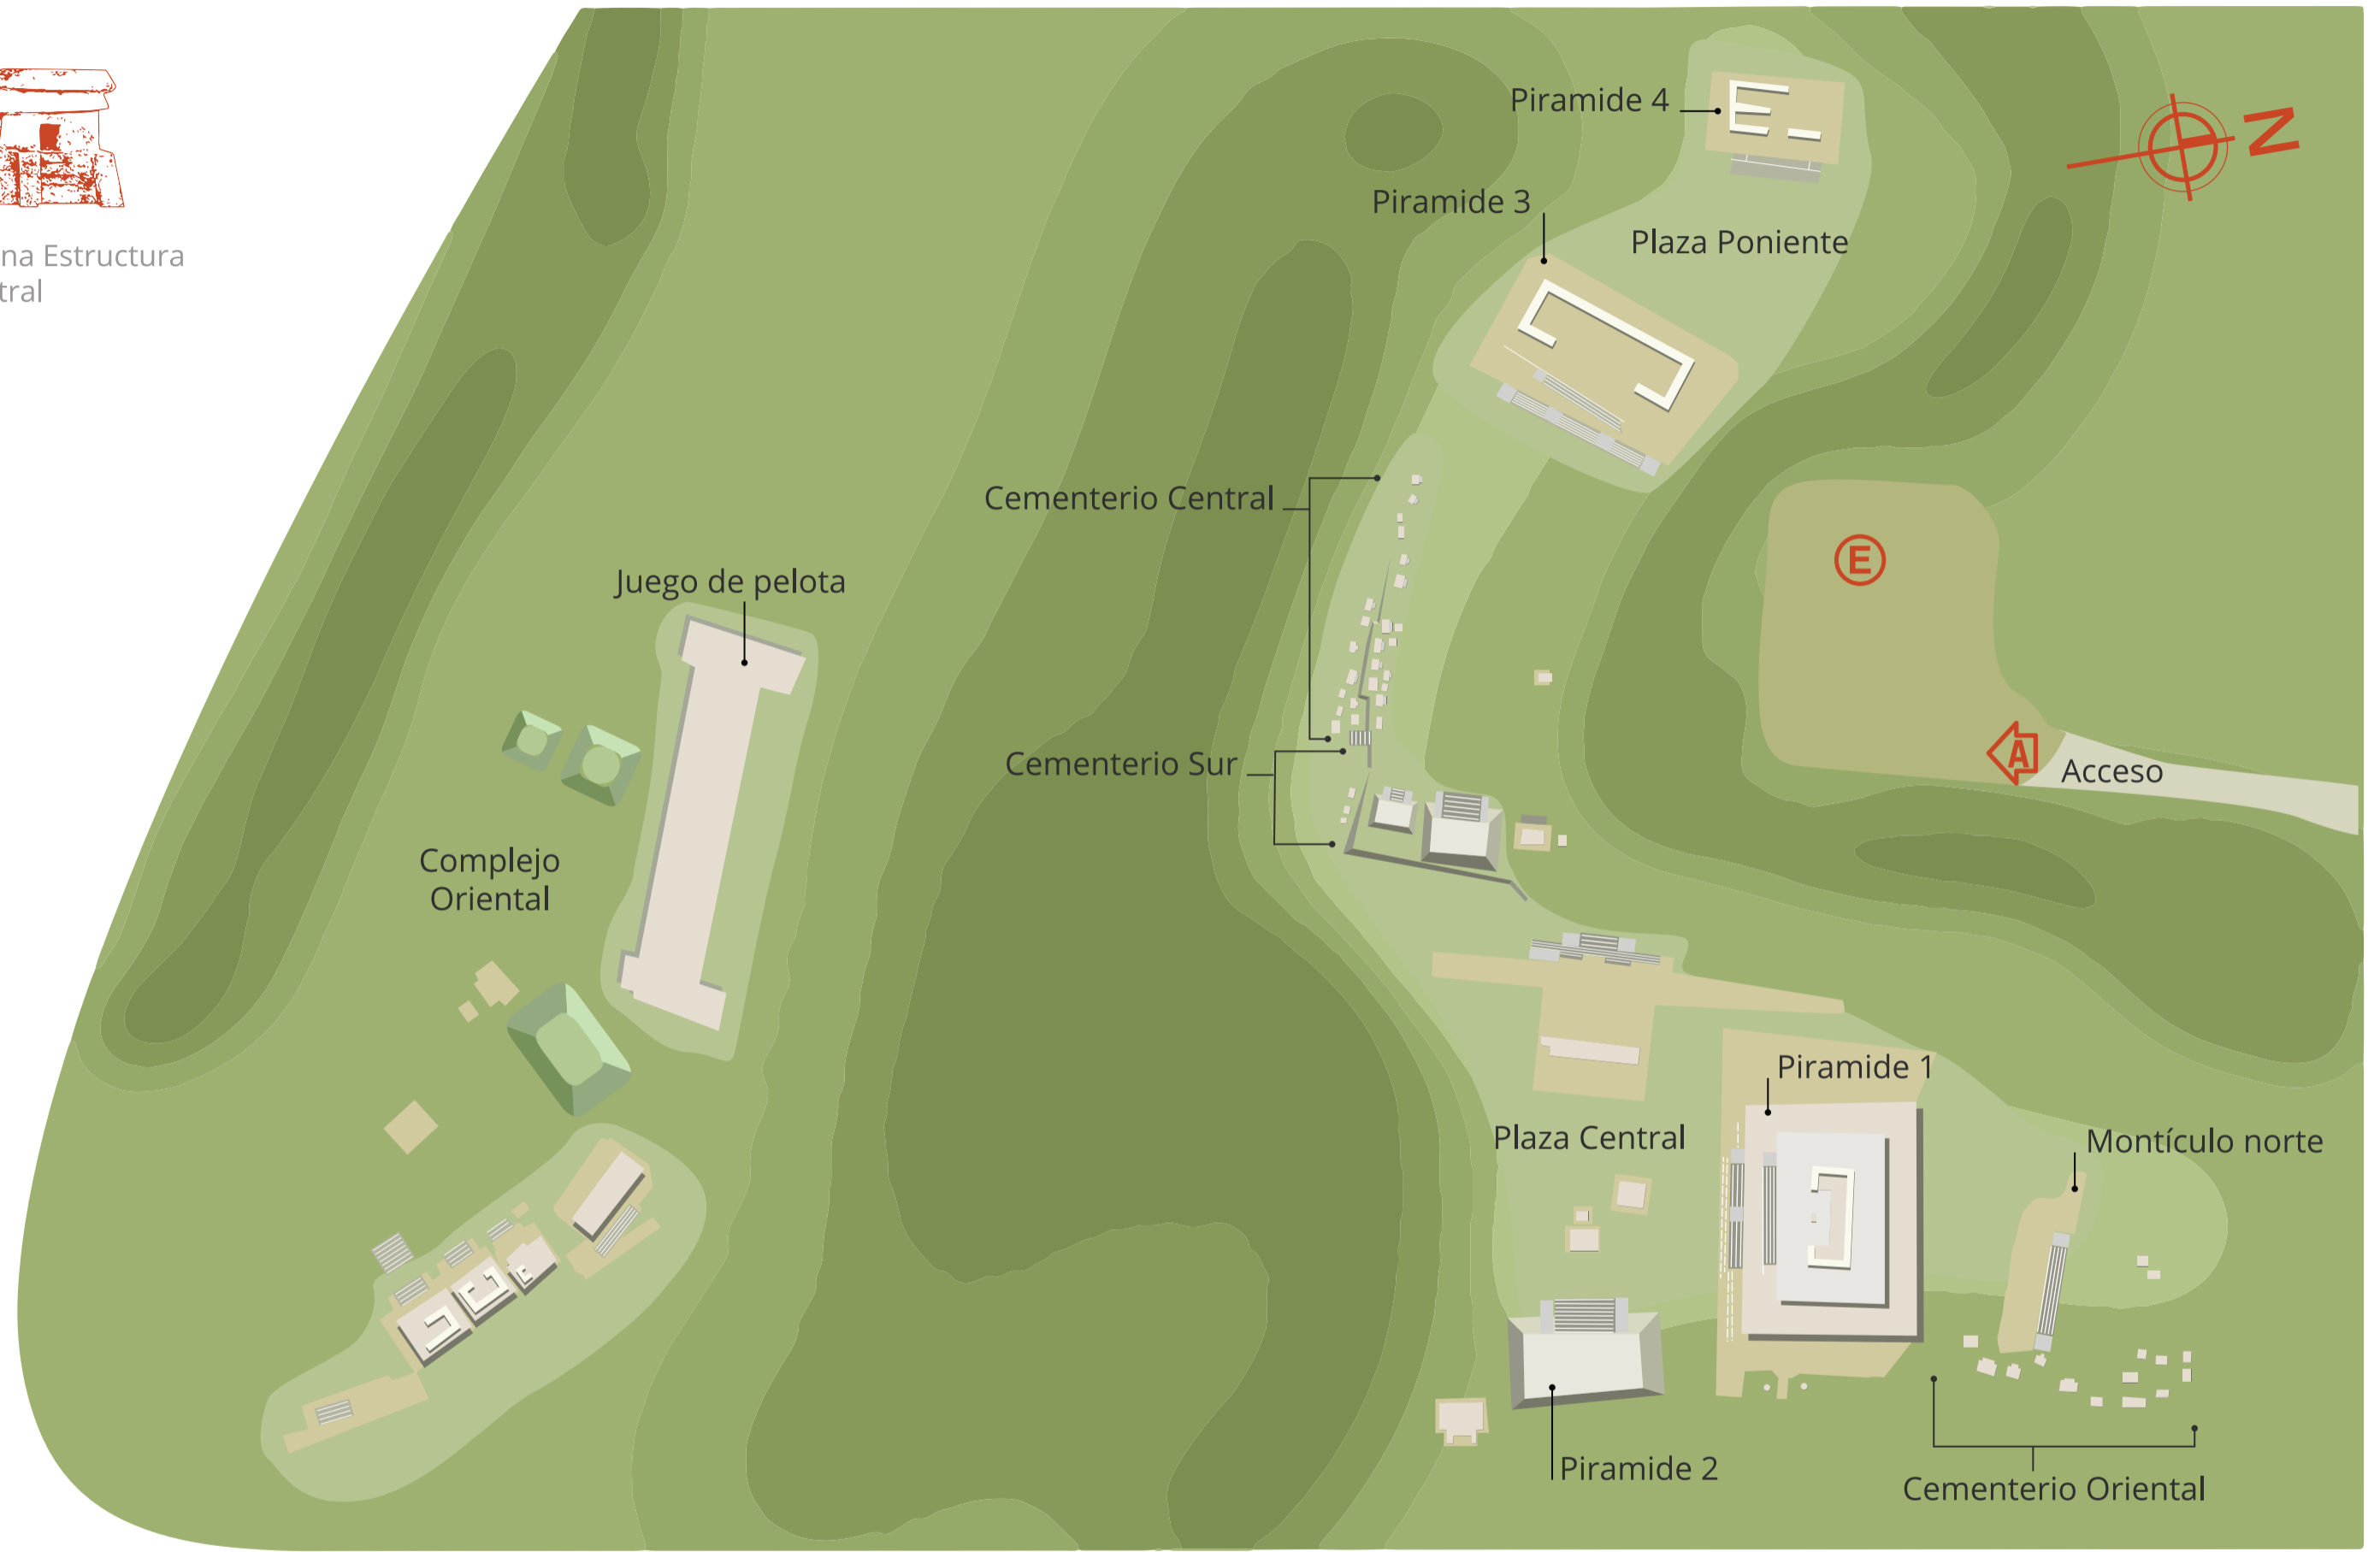 Piramide 4
N
Piramide 3
Plaza Poniente
na Estructura
tral
Cementerio Central
E
Juego de pelota
Cementerio Sur
A
Acceso
Complejo
Oriental
Piramide 1
Plaza Central
Montículo norte
Piramide 2
Cementerio Oriental